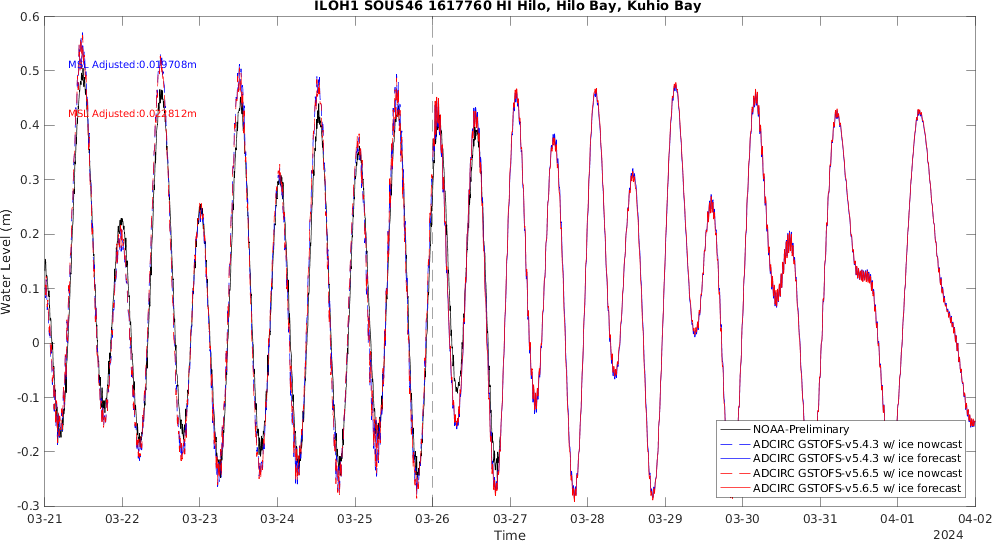 ILOH1 SOUS46 1617760 HI Hilo, Hilo Bay, Kuhio Bay
0.6
0.5
0.4
0.3
0.2
0.1
0
-0.1
-0.2
-0.3
Water Level (m)
MSL Adjusted:0.019708m
MSL Adjusted:0.022812m
NOAA-Preliminary
ADCIRC GSTOFS-v5.4.3 w/ ice nowcast
ADCIRC GSTOFS-v5.4.3 w/ ice forecast
ADCIRC GSTOFS-v5.6.5 w/ ice nowcast
ADCIRC GSTOFS-v5.6.5 w/ ice forecast
03-21 03-22 03-23 03-24 03-25 03-26 03-27 03-28 03-29 03-30 03-31 04-01 04-02
Time
2024